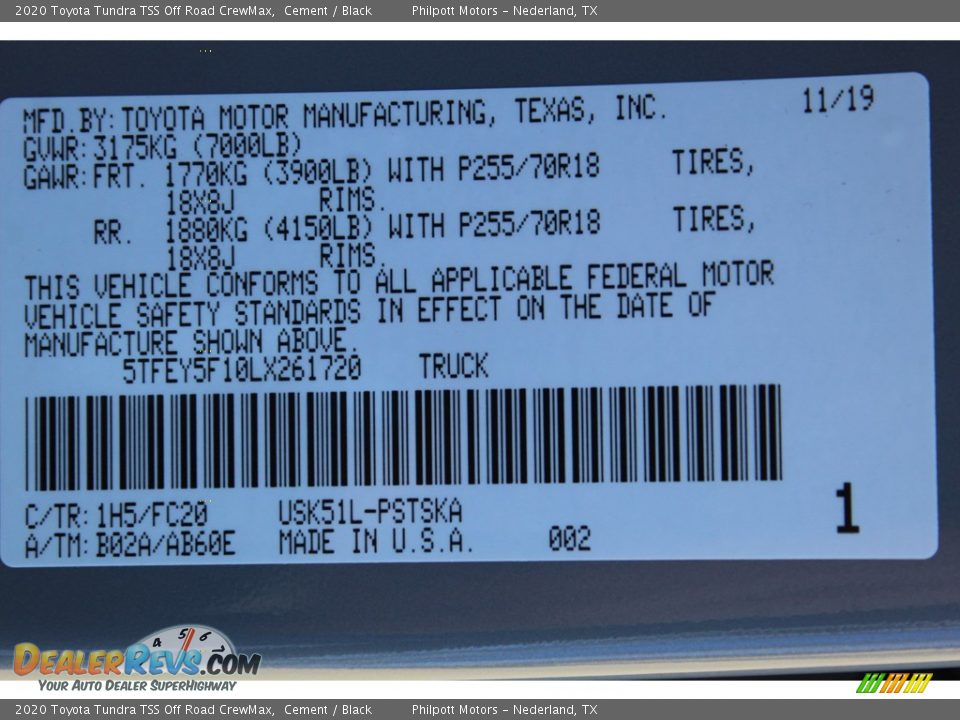 2020 Toyota Tundra TSS Off Road CrewMax, Cement / Black Philpott Motors – Nederland, TX
MFD.BY:TOYOTA MOTOR MANUFACTURING, TEXAS, INC. 11/19
GVWR:3175KG (7000LB)
GAWR:FRT. 1770KG (3900LB) WITH P255/70R18 TIRES,
18X8J RIMS.
RR. 1880KG (4150LB) WITH P255/70R18 TIRES,
18X8J RIMS.
THIS VEHICLE CONFORMS TO ALL APPLICABLE FEDERAL MOTOR
VEHICLE SAFETY STANDARDS IN EFFECT ON THE DATE OF
MANUFACTURE SHOWN ABOVE.
5TFEY5F10LX261720 TRUCK
C/TR:1H5/FC20 USK51L-PSTSKA
A/TM:B02A/AB60E MADE IN U.S.A. 002
1
4 5 6
DEALERREVS.COM
YOUR AUTO DEALER SUPERHIGHWAY
2020 Toyota Tundra TSS Off Road CrewMax, Cement / Black Philpott Motors – Nederland, TX